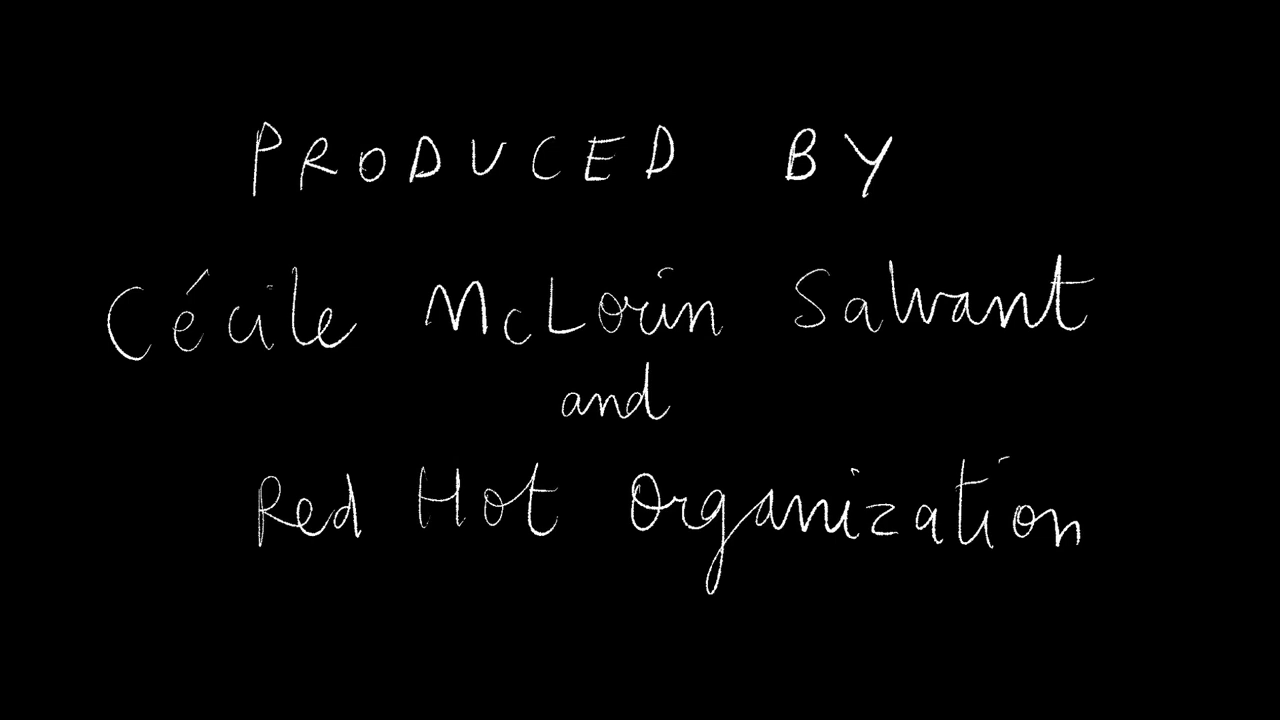 PRODUCED BY
Cécile McLorin Salvant
and
Red Hot Organization